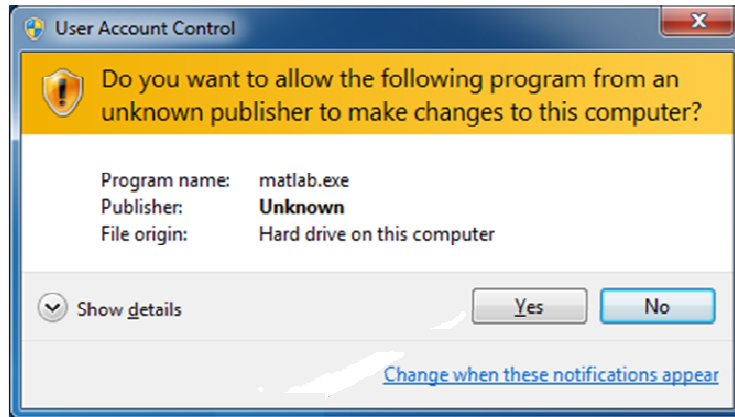 User Account Control
Do you want to allow the following program from an
unknown publisher to make changes to this computer?
Program name: matlab.exe
Publisher: Unknown
File origin: Hard drive on this computer
Show details
Yes
No
Change when these notifications appear